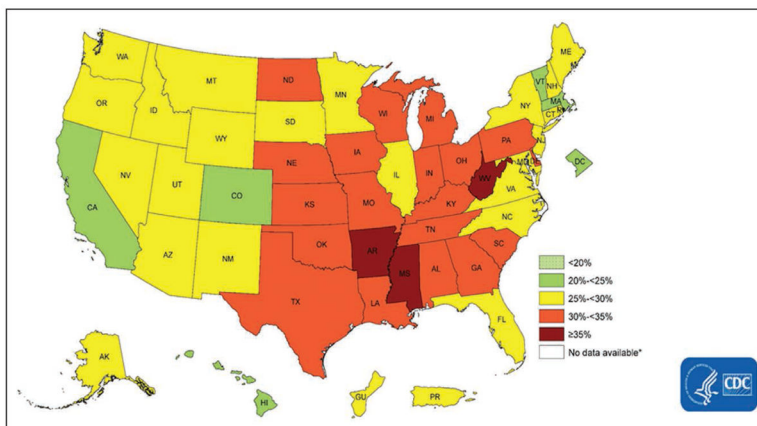 WA
MT
ND
MN
ME
OR
ID
SD
WI
MI
VT
NH
NY
MA
CT
WY
NE
IA
PA
NJ
NV
UT
CO
IL
IN
OH
MD
DE
DC
CA
KS
MO
WV
VA
KY
NC
TN
AZ
NM
OK
AR
SC
MS
AL
GA
TX
LA
FL
<20%
20%-<25%
25%-<30%
30%-<35%
≥35%
No data available*
AK
HI
GU
PR
CDC